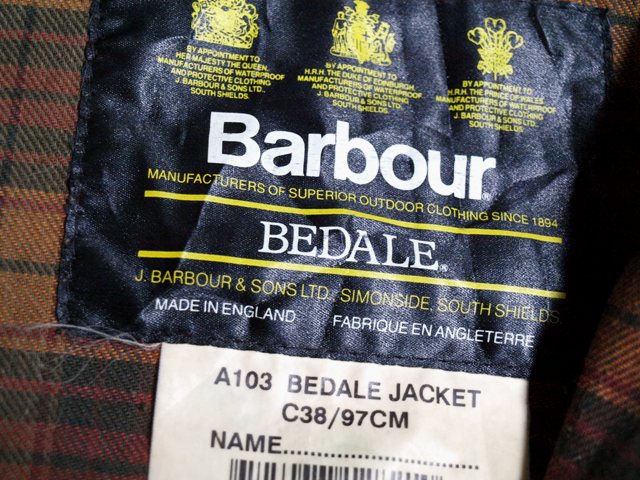 BY APPOINTMENT TO
HER MAJESTY THE QUEEN,
MANUFACTURERS OF WATERPROOF
AND PROTECTIVE CLOTHING
J. BARBOUR & SONS LTD.,
SOUTH SHIELDS.
BY APPOINTMENT TO
H.R.H. THE DUKE OF EDINBURGH,
MANUFACTURERS OF WATERPROOF
AND PROTECTIVE CLOTHING
J. BARBOUR & SONS LTD.,
SOUTH SHIELDS.
BY APPOINTMENT TO
H.R.H. THE PRINCE OF WALES
MANUFACTURERS OF WATERPROOF
AND PROTECTIVE CLOTHING
J. BARBOUR & SONS LTD.
SOUTH SHIELDS.
Barbour®
MANUFACTURERS OF SUPERIOR OUTDOOR CLOTHING SINCE 1894
BEDALE®
J. BARBOUR & SONS LTD., SIMONSIDE, SOUTH SHIELDS.
MADE IN ENGLAND FABRIQUE EN ANGLETERRE
A103 BEDALE JACKET
C38/97CM
NAME....................